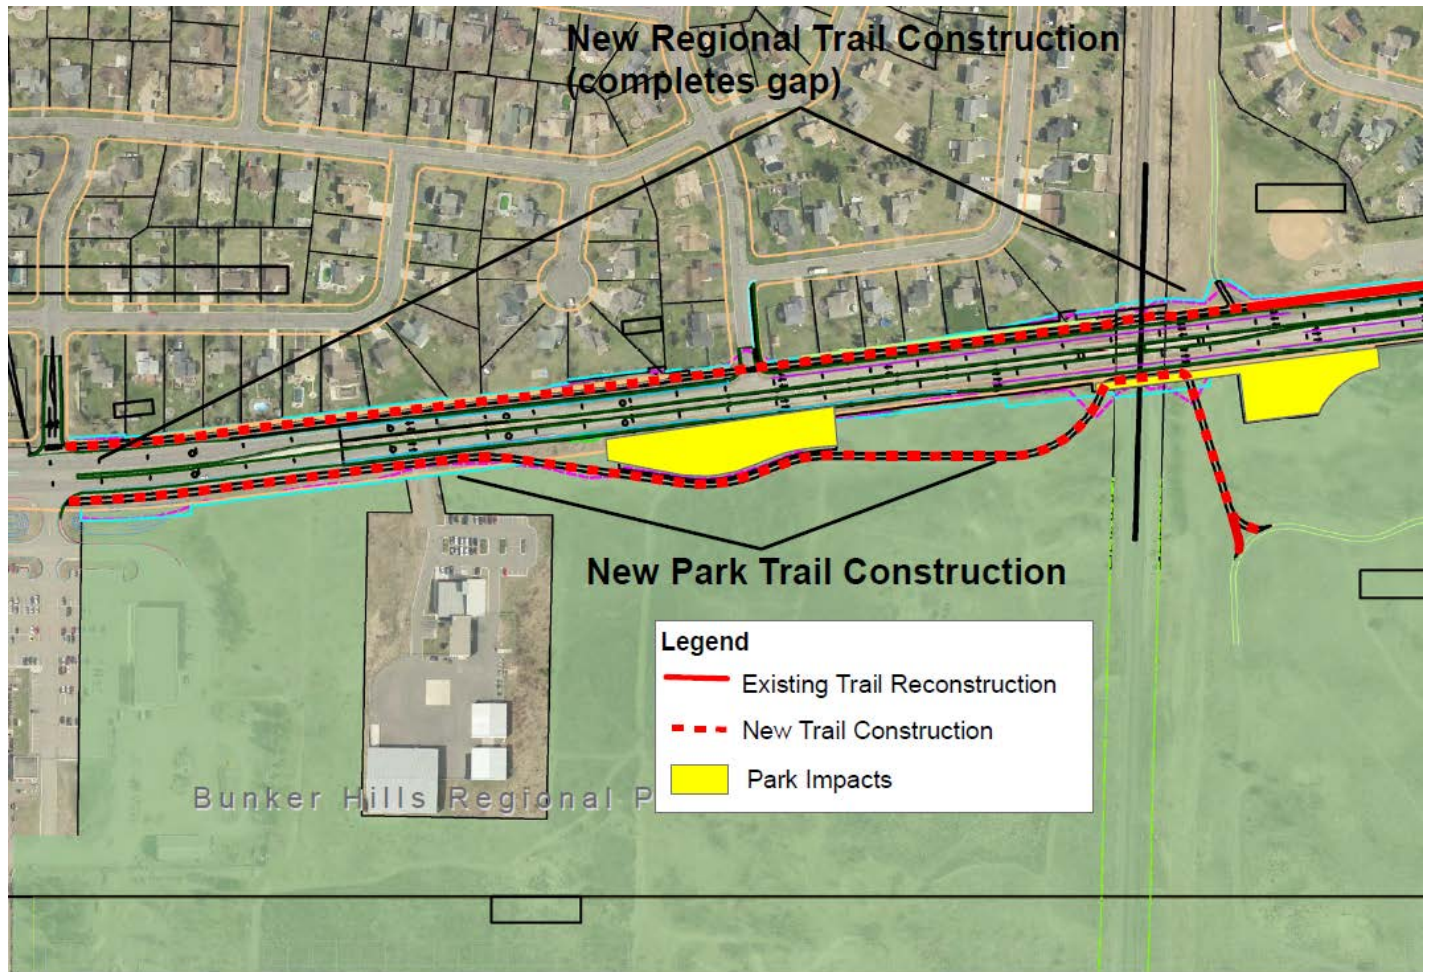 New Regional Trail Construction
(completes gap)
New Park Trail Construction
Legend
Existing Trail Reconstruction
New Trail Construction
Park Impacts
Bunker Hills Regional P